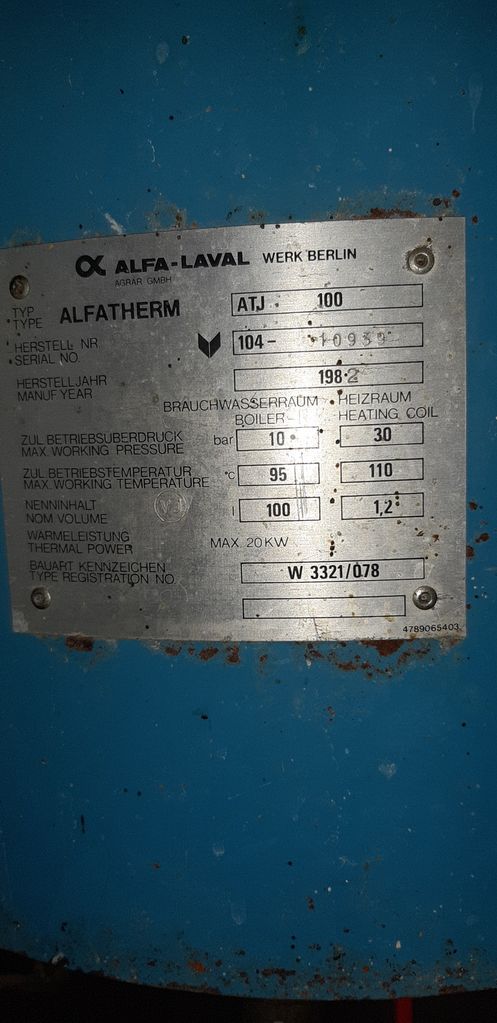 α ALFA-LAVAL WERK BERLIN
AGRAR GMBH
TYP
TYPE ALFATHERM ATJ 100
HERSTELL NR
SERIAL NO. 104- 10939
HERSTELLJAHR
MANUF YEAR 1982
BRAUCHWASSERRAUM HEIZRAUM
BOILER HEATING COIL
ZUL BETRIEBSUBERDRUCK
MAX. WORKING PRESSURE bar 10 30
ZUL BETRIEBSTEMPERATUR
MAX. WORKING TEMPERATURE °C 95 110
NENNINHALT
NOM VOLUME l 100 1,2
WARMELEISTUNG
THERMAL POWER MAX. 20 KW
BAUART KENNZEICHEN
TYPE REGISTRATION NO. W 3321/078
4789065403